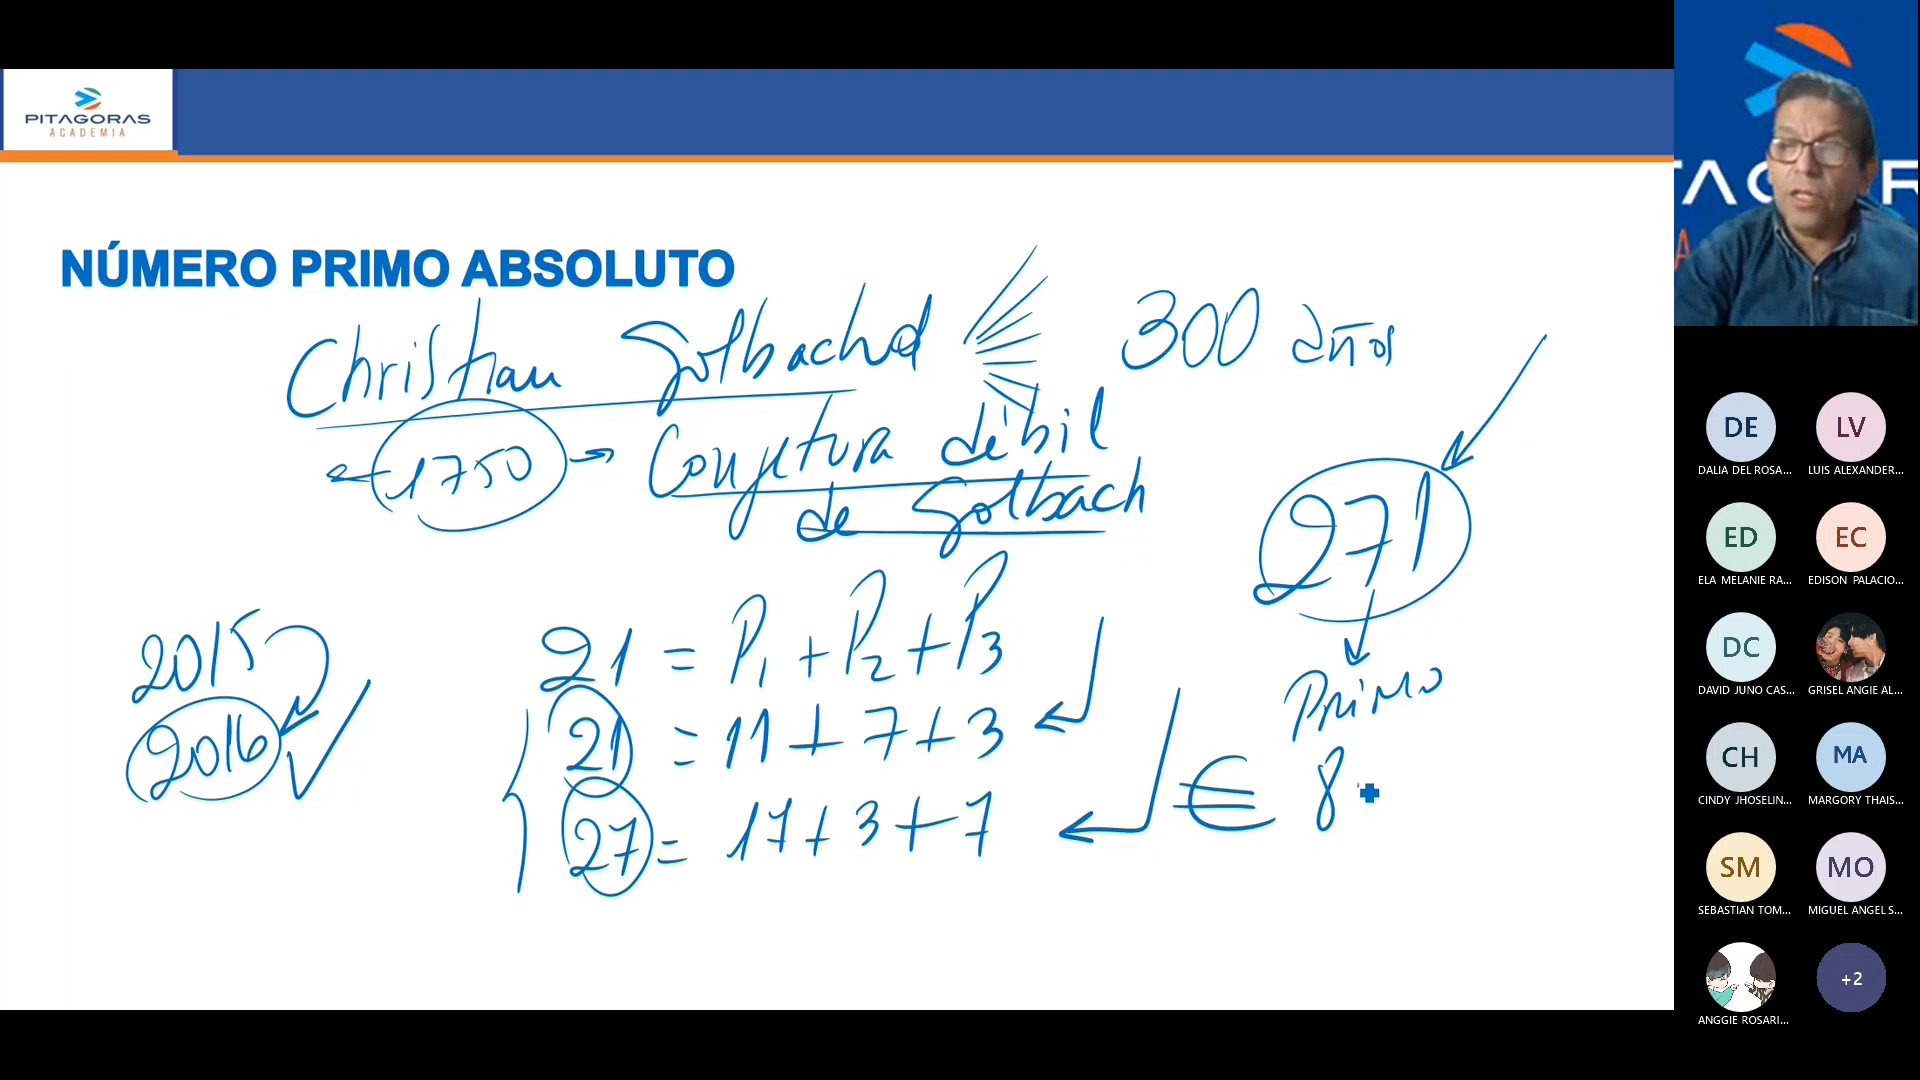 PITAGORAS
ACADEMIA
NÚMERO PRIMO ABSOLUTO
Christian Golbach
300 años
1750 → Conjetura débil
de Golbach
271
Primo
2015
2016
21 = P1 + P2 + P3
21 = 11 + 7 + 3
27 = 17 + 3 + 7
€ 8
DE
DALIA DEL ROSA...
LV
LUIS ALEXANDER...
ED
ELA MELANIE RA...
EC
EDISON PALACIO...
DC
DAVID JUNO CAS...
GRISEL ANGIE AL...
CH
CINDY JHOSELIN...
MA
MARGORY THAIS...
SM
SEBASTIAN TOM...
MO
MIGUEL ANGEL S...
ANGGIE ROSARI...
+2